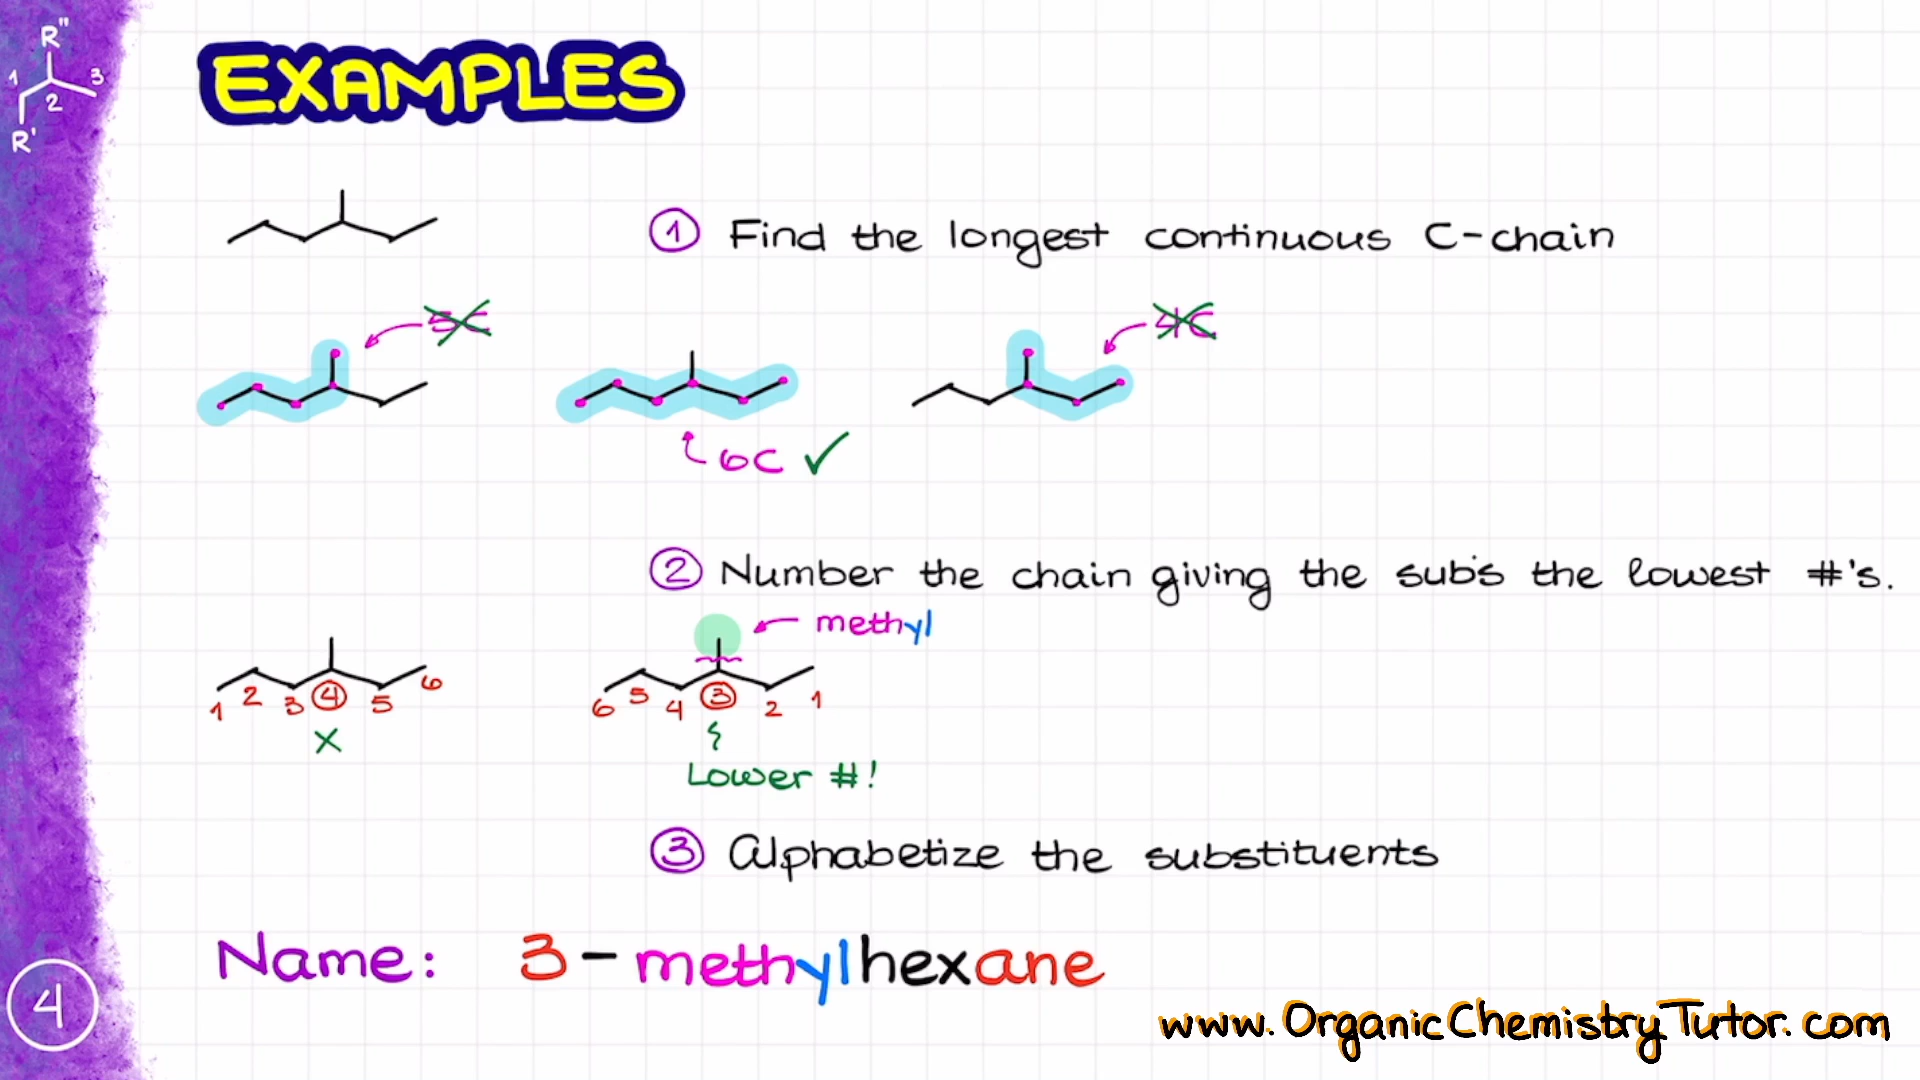 R"
1 3
2
R'
EXAMPLES
1 Find the longest continuous C-chain
5C
4C
6C ✓
2 Number the chain giving the sub's the lowest #'s.
methyl
1 2 3 4 5 6
6 5 4 3 2 1
X
Lower #!
3 Alphabetize the substituents
Name: 3-methylhexane
4
www.OrganicChemistryTutor.com